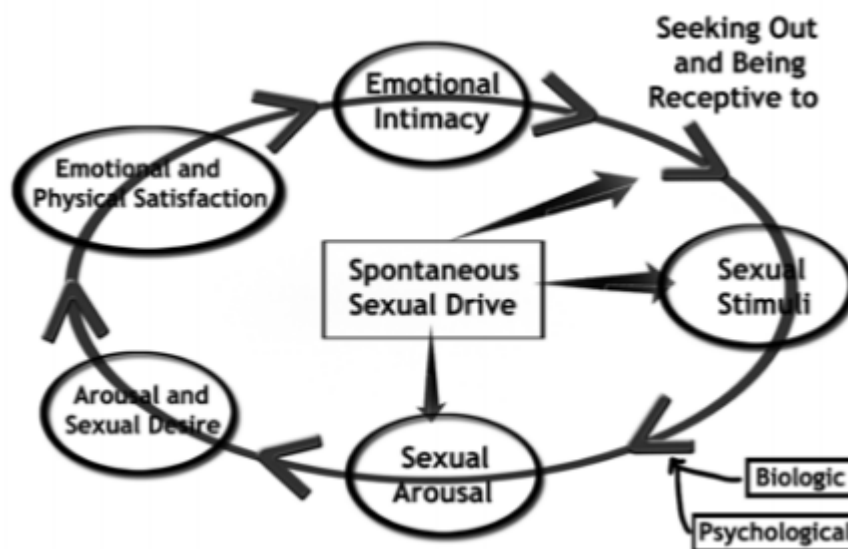 Seeking Out
and Being
Receptive to
Emotional
Intimacy
Emotional and
Physical Satisfaction
Spontaneous
Sexual Drive
Sexual
Stimuli
Arousal and
Sexual Desire
Sexual
Arousal
Biologic
Psychological